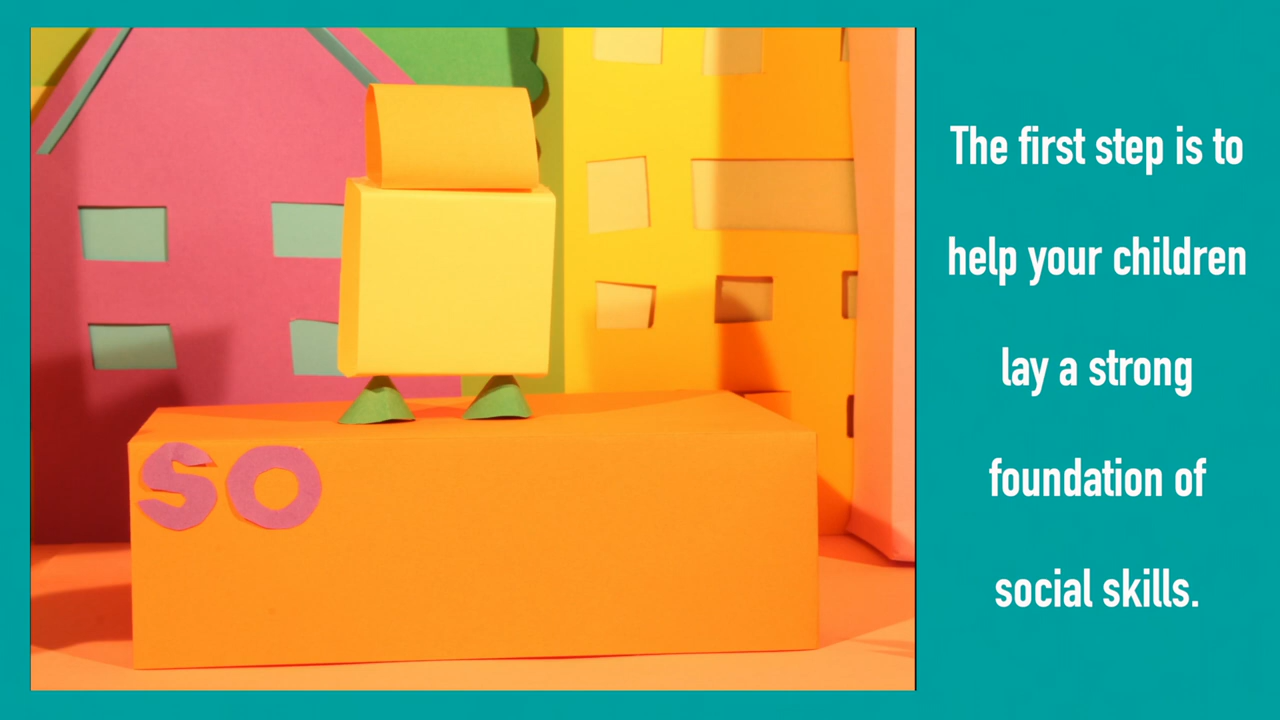 SO
The first step is to
help your children
lay a strong
foundation of
social skills.